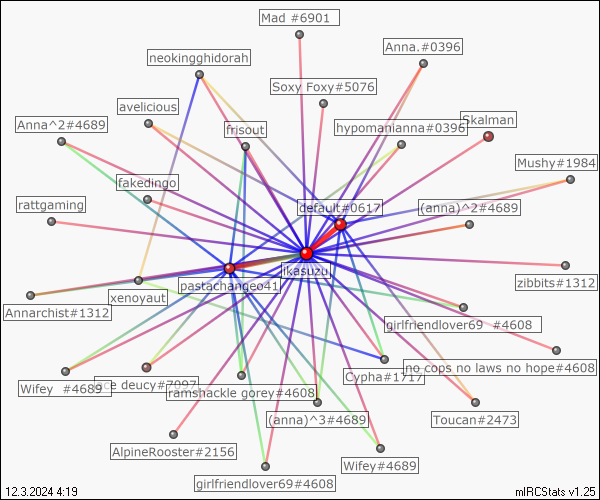 Mad #6901
Anna.#0396
neokingghidorah
Soxy Foxy#5076
avelicious
Skalman
Anna^2#4689
frisout
hypomanianna#0396
Mushy#1984
fakedingo
rattgaming
default#0617
(anna)^2#4689
ikasuzu
zibbits#1312
pastachangeo41
xenoyaut
Annarchist#1312
girlfriendlover69 #4608
no cops no laws no hope#4608
Cypha#1717
Wifey #4689
deucy#7097
ramshackle gorey#4608
(anna)^3#4689
Toucan#2473
AlpineRooster#2156
Wifey#4689
girlfriendlover69#4608
12.3.2024 4:19
mIRCStats v1.25